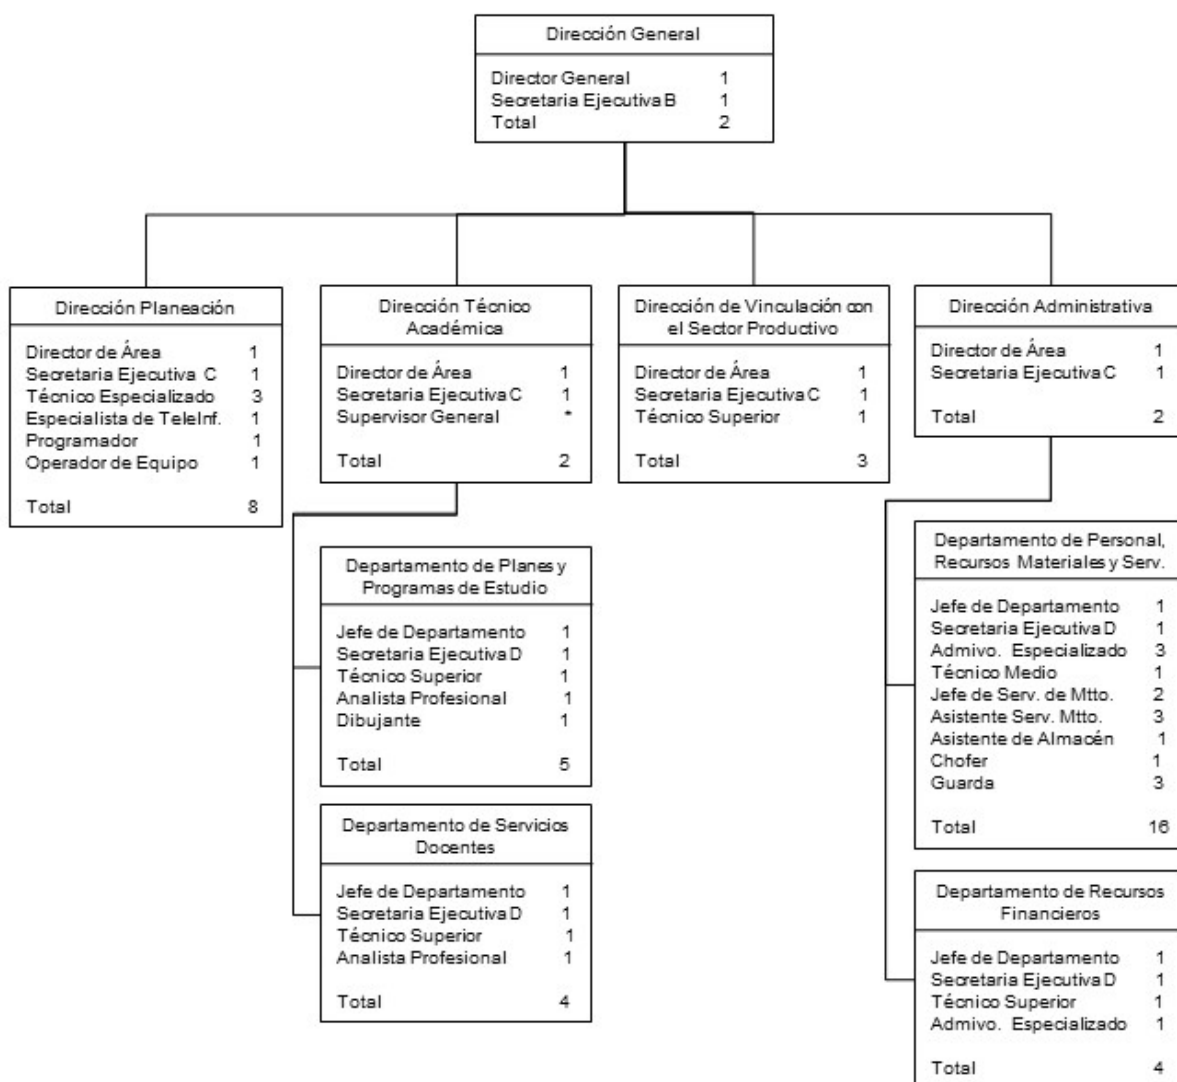 Dirección General
Director General 1
Secretaria Ejecutiva B 1
Total 2
Dirección Planeación
Director de Área 1
Secretaria Ejecutiva C 1
Técnico Especializado 3
Especialista de TeleInf. 1
Programador 1
Operador de Equipo 1
Total 8
Dirección Técnico
Académica
Director de Área 1
Secretaria Ejecutiva C 1
Supervisor General *
Total 2
Dirección de Vinculación con
el Sector Productivo
Director de Área 1
Secretaria Ejecutiva C 1
Técnico Superior 1
Total 3
Dirección Administrativa
Director de Área 1
Secretaria Ejecutiva C 1
Total 2
Departamento de Planes y
Programas de Estudio
Jefe de Departamento 1
Secretaria Ejecutiva D 1
Técnico Superior 1
Analista Profesional 1
Dibujante 1
Total 5
Departamento de Servicios
Docentes
Jefe de Departamento 1
Secretaria Ejecutiva D 1
Técnico Superior 1
Analista Profesional 1
Total 4
Departamento de Personal,
Recursos Materiales y Serv.
Jefe de Departamento 1
Secretaria Ejecutiva D 1
Admivo. Especializado 3
Técnico Medio 1
Jefe de Serv. de Mtto. 2
Asistente Serv. Mtto. 3
Asistente de Almacén 1
Chofer 1
Guarda 3
Total 16
Departamento de Recursos
Financieros
Jefe de Departamento 1
Secretaria Ejecutiva D 1
Técnico Superior 1
Admivo. Especializado 1
Total 4